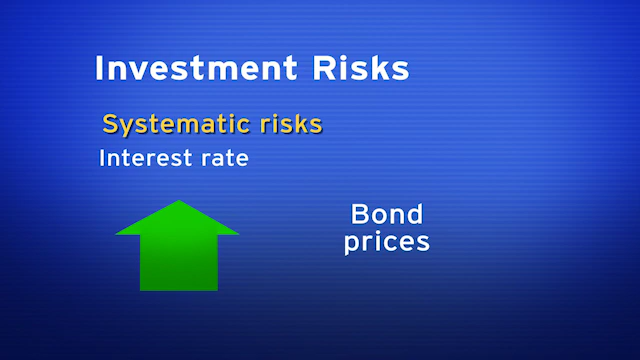 Investment Risks
Systematic risks
Interest rate
Bond
prices